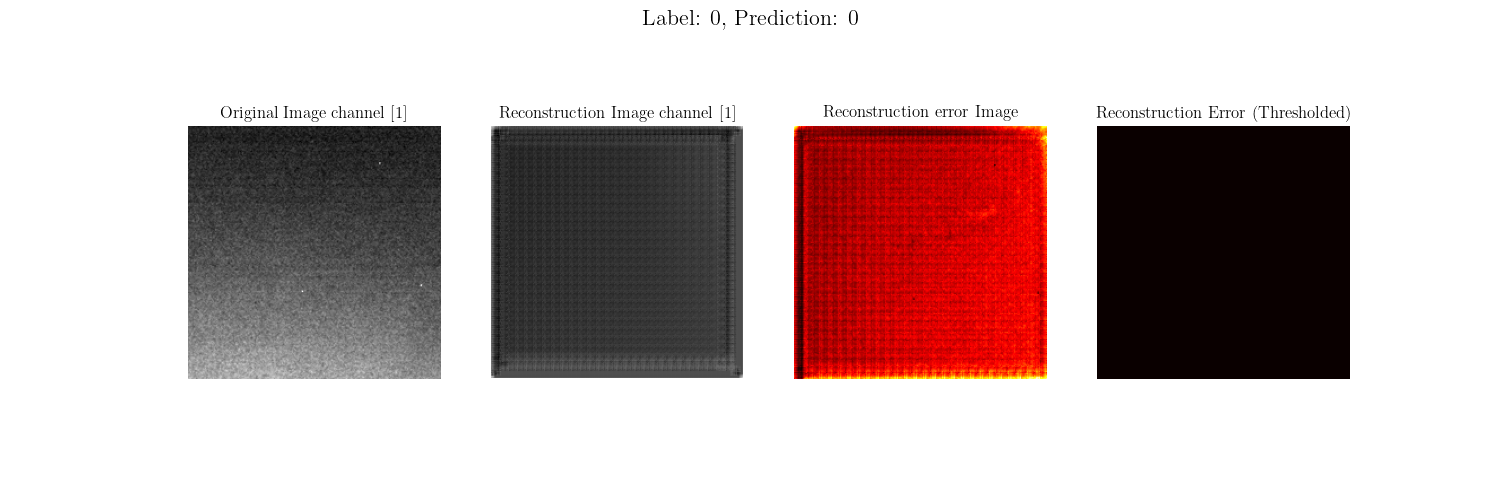 Label: 0, Prediction: 0
Original Image channel [1]
Reconstruction Image channel [1]
Reconstruction error Image
Reconstruction Error (Thresholded)